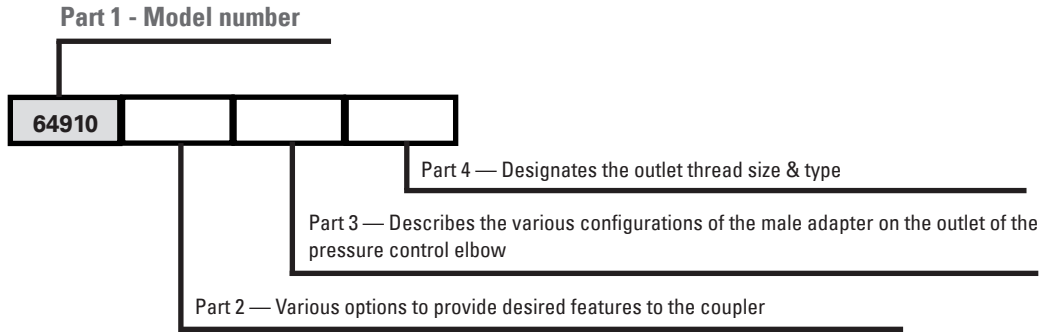 Part 1 - Model number
64910
Part 4 — Designates the outlet thread size & type
Part 3 — Describes the various configurations of the male adapter on the outlet of the
pressure control elbow
Part 2 — Various options to provide desired features to the coupler